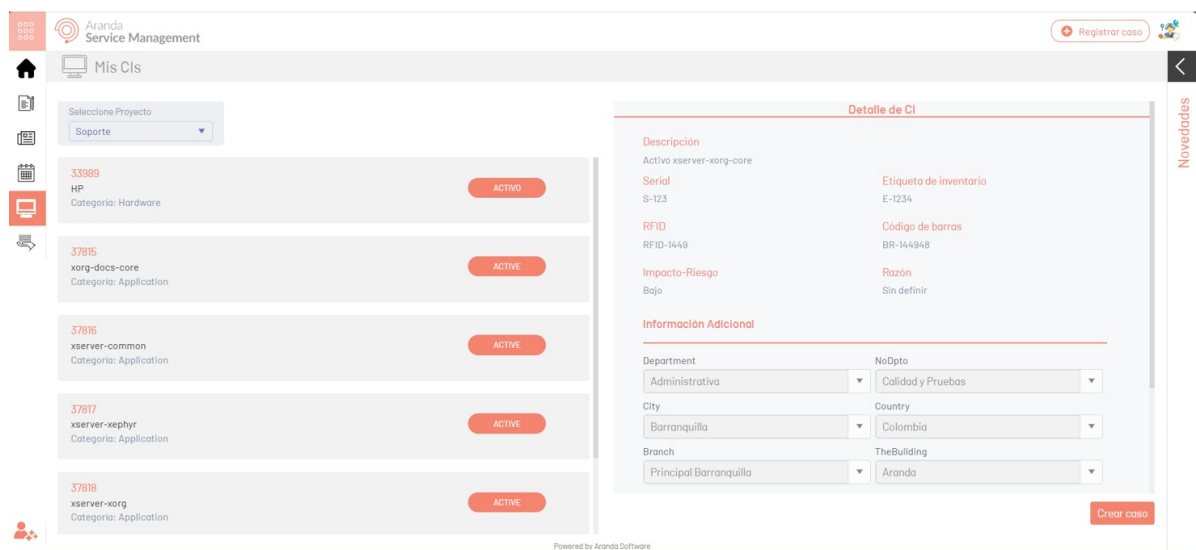 Aranda
Service Management
Registrar caso
Mis CIs
Novedades
Seleccione Proyecto
Soporte
33989
HP
Categoría: Hardware
ACTIVO
37815
xorg-docs-core
Categoría: Application
ACTIVE
37816
xserver-common
Categoría: Application
ACTIVE
37817
xserver-xephyr
Categoría: Application
ACTIVE
37818
xserver-xorg
Categoría: Application
ACTIVE
Detalle de CI
Descripción
Activo xserver-xorg-core
Serial
S-123
Etiqueta de inventario
E-1234
RFID
RFID-1449
Código de barras
BR-144948
Impacto-Riesgo
Bajo
Razón
Sin definir
Información Adicional
Department
Administrativa
NoDpto
Calidad y Pruebas
City
Barranquilla
Country
Colombia
Branch
Principal Barranquilla
TheBuilding
Aranda
Crear caso
Powered by Aranda Software